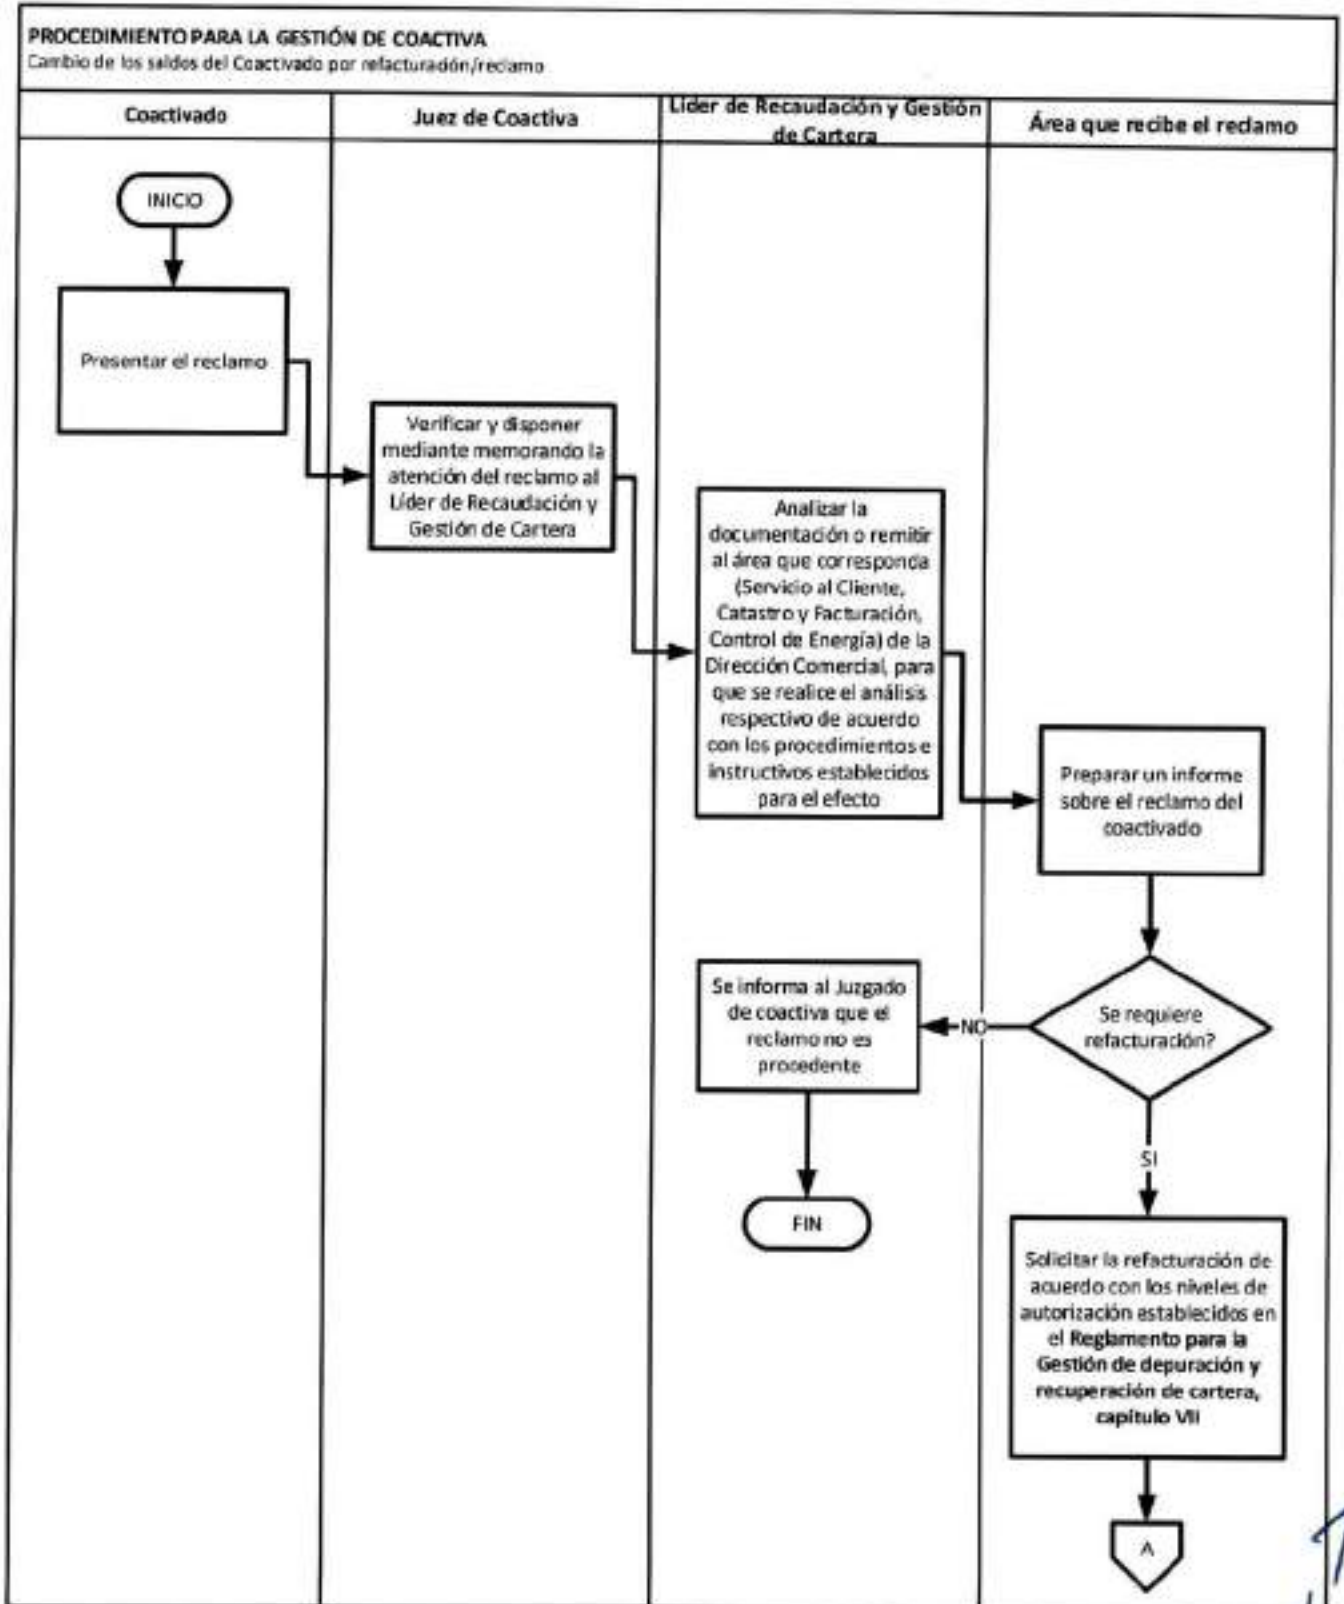 PROCEDIMIENTO PARA LA GESTIÓN DE COACTIVA
Cambio de los saldos del Coactivado por refacturación/reclamo
Coactivado
Juez de Coactiva
Líder de Recaudación y Gestión
de Cartera
Área que recibe el reclamo
INICIO
Presentar el reclamo
Verificar y disponer
mediante memorando la
atención del reclamo al
Líder de Recaudación y
Gestión de Cartera
Analizar la
documentación o remitir
al área que corresponda
(Servicio al Cliente,
Catastro y Facturación,
Control de Energía) de la
Dirección Comercial, para
que se realice el análisis
respectivo de acuerdo
con los procedimientos e
instructivos establecidos
para el efecto
Preparar un informe
sobre el reclamo del
coactivado
Se requiere
refacturación?
NO
Se informa al Juzgado
de coactiva que el
reclamo no es
procedente
FIN
SI
Solicitar la refacturación de
acuerdo con los niveles de
autorización establecidos en
el Reglamento para la
Gestión de depuración y
recuperación de cartera,
capítulo VII
A